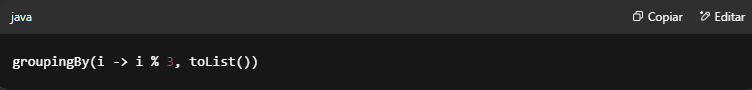 java
Copiar
Editar
groupingBy(i -> i % 3, toList())